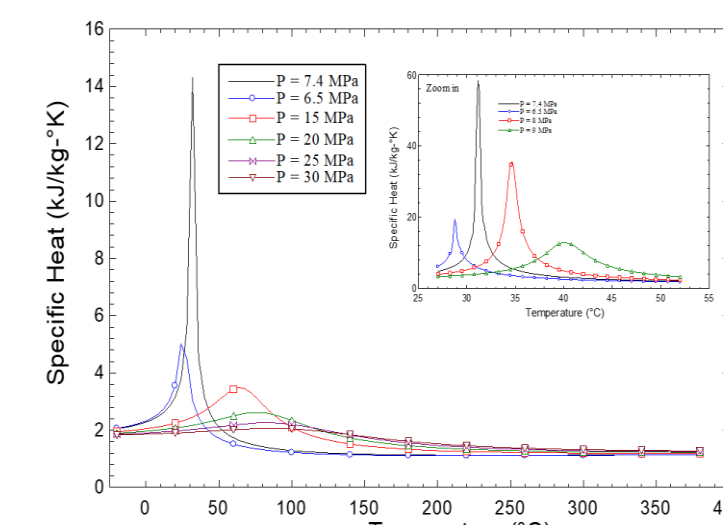 16
14
12
10
8
6
4
2
0
Specific Heat (kJ/kg-°K)
P = 7.4 MPa
P = 6.5 MPa
P = 15 MPa
P = 20 MPa
P = 25 MPa
P = 30 MPa
60
40
20
0
Specific Heat (kJ/kg-°K)
Zoom in
P = 7.4 MPa
P = 6.5 MPa
P = 8 MPa
P = 9 MPa
25 30 35 40 45 50 55
Temperature (°C)
0 50 100 150 200 250 300 350 4
Temperature (°C)